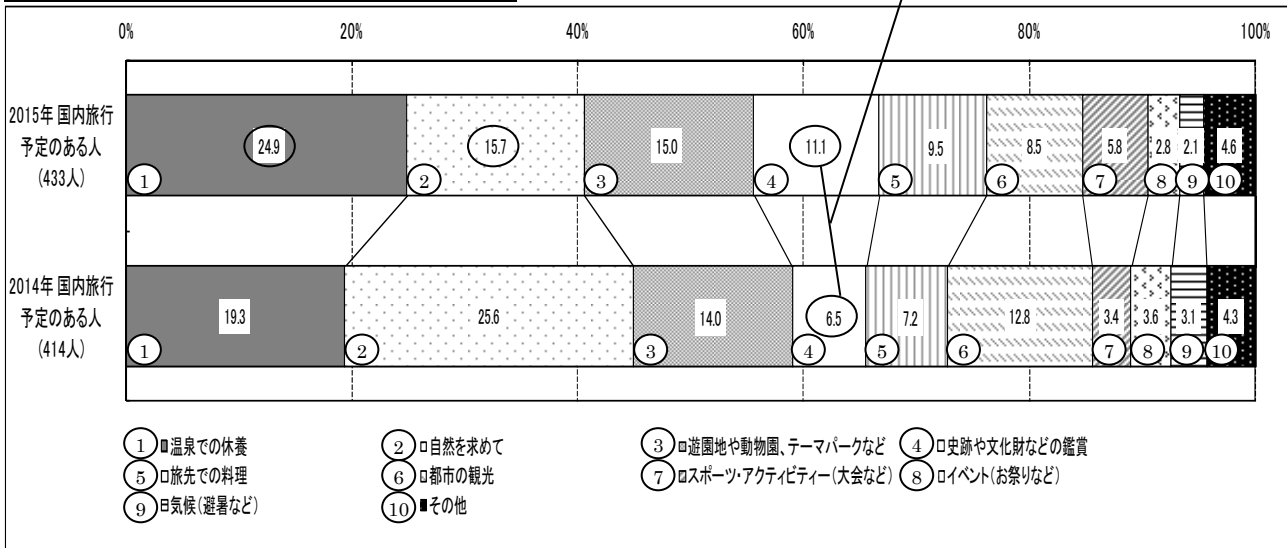 0% 20% 40% 60% 80% 100%
2015年 国内旅行
予定のある人
(433人)
24.9 15.7 15.0 11.1 9.5 8.5 5.8 2.8 2.1 4.6
1 2 3 4 5 6 7 8 9 10
2014年 国内旅行
予定のある人
(414人)
19.3 25.6 14.0 6.5 7.2 12.8 3.4 3.6 3.1 4.3
1 2 3 4 5 6 7 8 9 10
1 温泉での休養 2 自然を求めて 3 遊園地や動物園、テーマパークなど 4 史跡や文化財などの鑑賞
5 旅先での料理 6 都市の観光 7 スポーツ・アクティビティー(大会など) 8 イベント(お祭りなど)
9 気候(避暑など) 10 その他